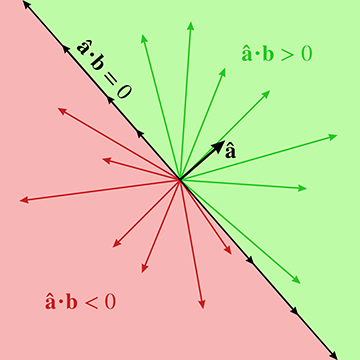 â·b = 0
â·b > 0
â
â·b < 0